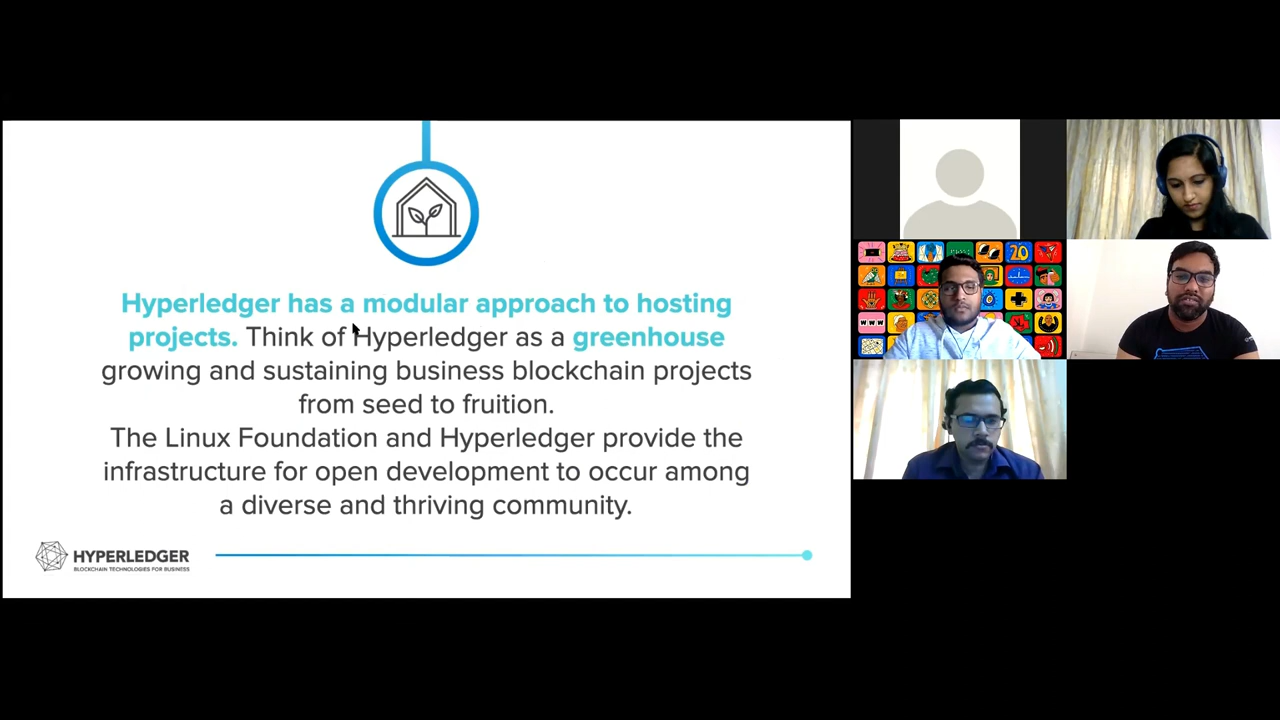 Hyperledger has a modular approach to hosting
projects. Think of Hyperledger as a greenhouse
growing and sustaining business blockchain projects
from seed to fruition.
The Linux Foundation and Hyperledger provide the
infrastructure for open development to occur among
a diverse and thriving community.
HYPERLEDGER
BLOCKCHAIN TECHNOLOGIES FOR BUSINESS
20
www